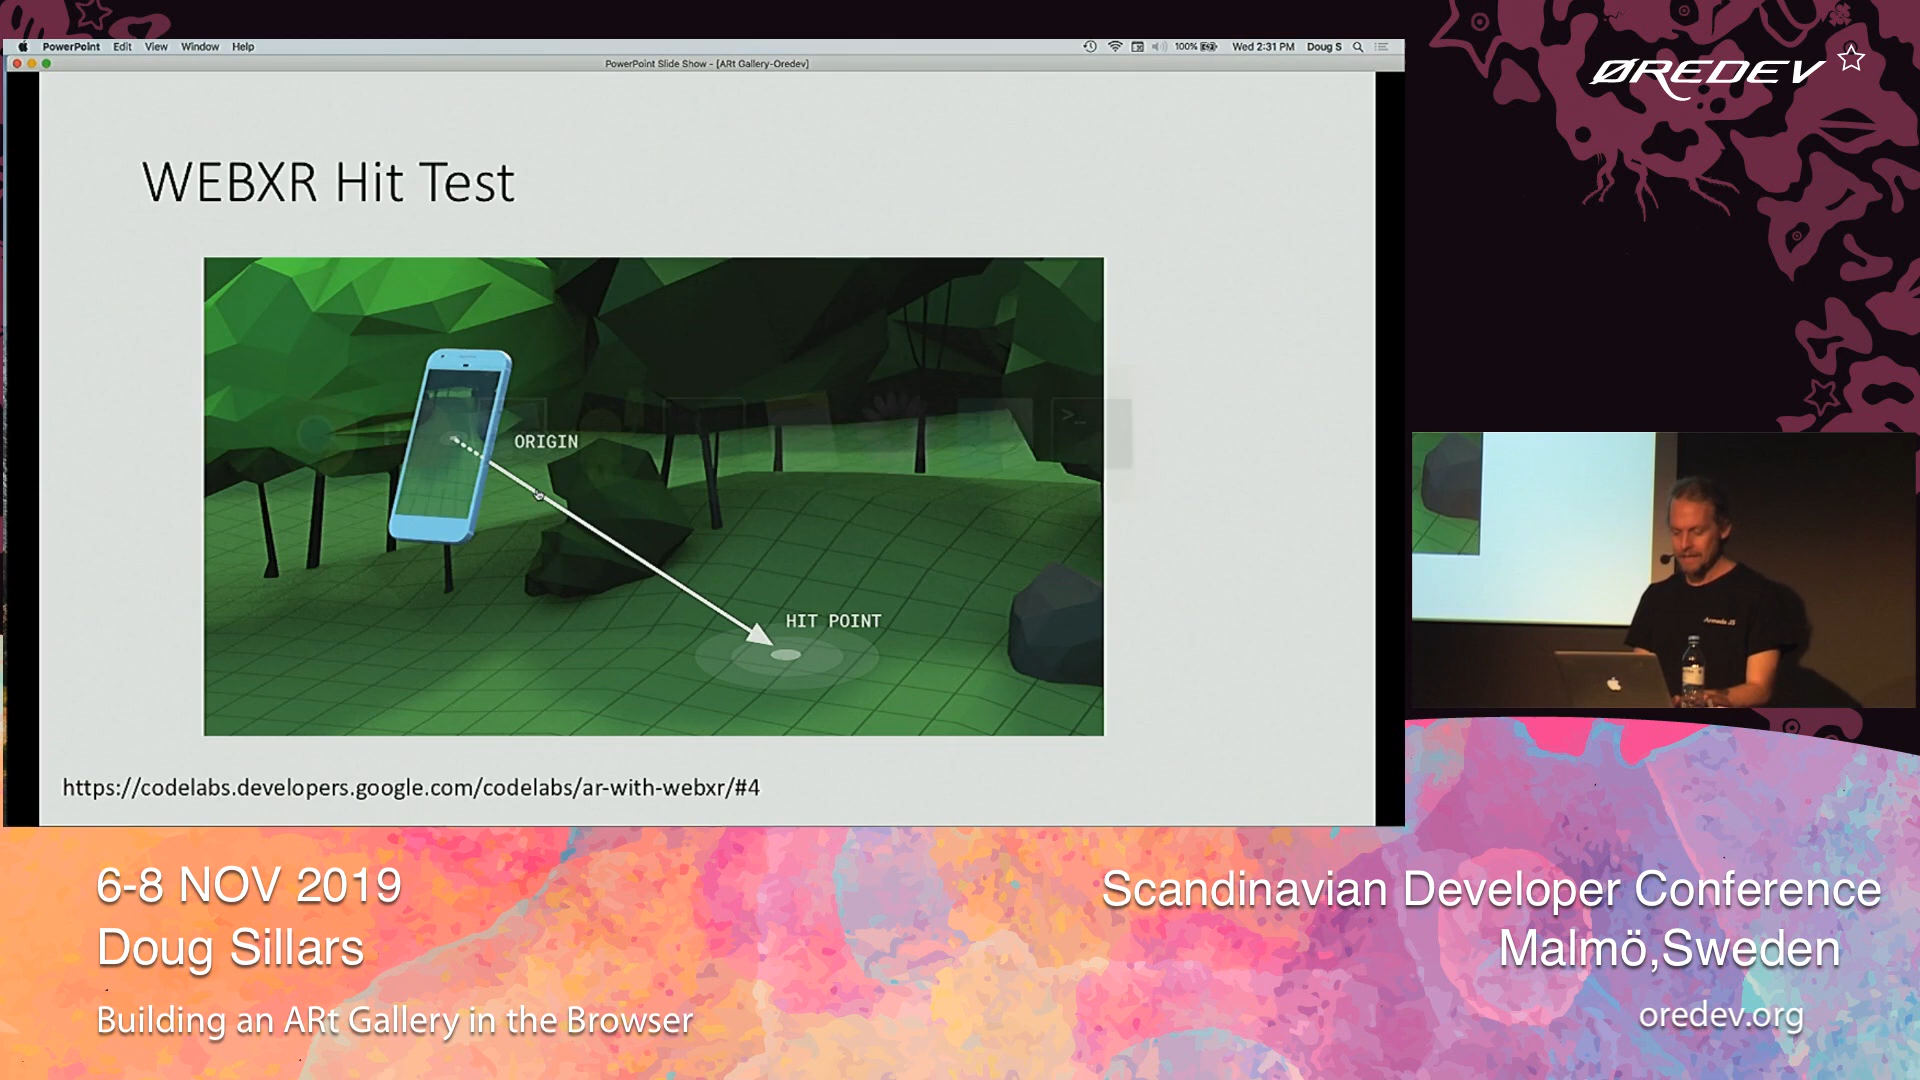 PowerPoint Edit View Window Help 100% Wed 2:31 PM Doug S
PowerPoint Slide Show - [ARt Gallery-Oredev]
ØREDEV
WEBXR Hit Test
ORIGIN
HIT POINT
https://codelabs.developers.google.com/codelabs/ar-with-webxr/#4
Armada JS
6-8 NOV 2019
Doug Sillars
Building an ARt Gallery in the Browser
Scandinavian Developer Conference
Malmö,Sweden
oredev.org